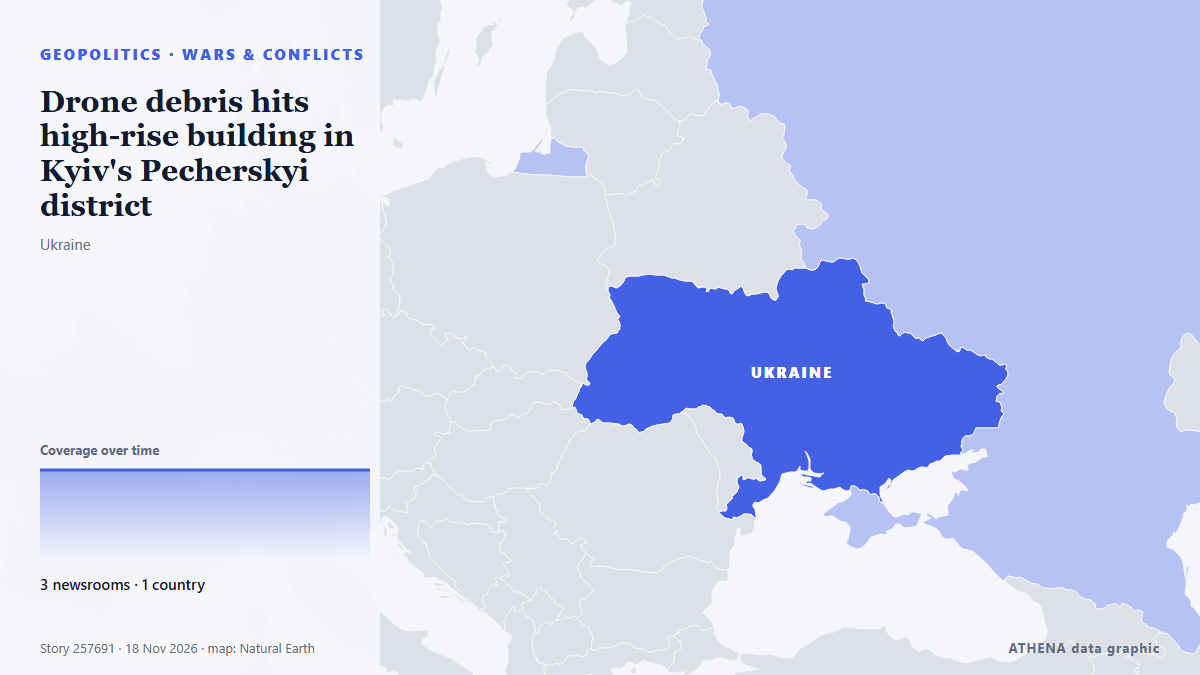 GEOPOLITICS · WARS & CONFLICTS
Drone debris hits
high-rise building in
Kyiv's Pecherskyi
district
Ukraine
UKRAINE
Coverage over time
3 newsrooms · 1 country
Story 257691 · 18 Nov 2026 · map: Natural Earth
ATHENA data graphic